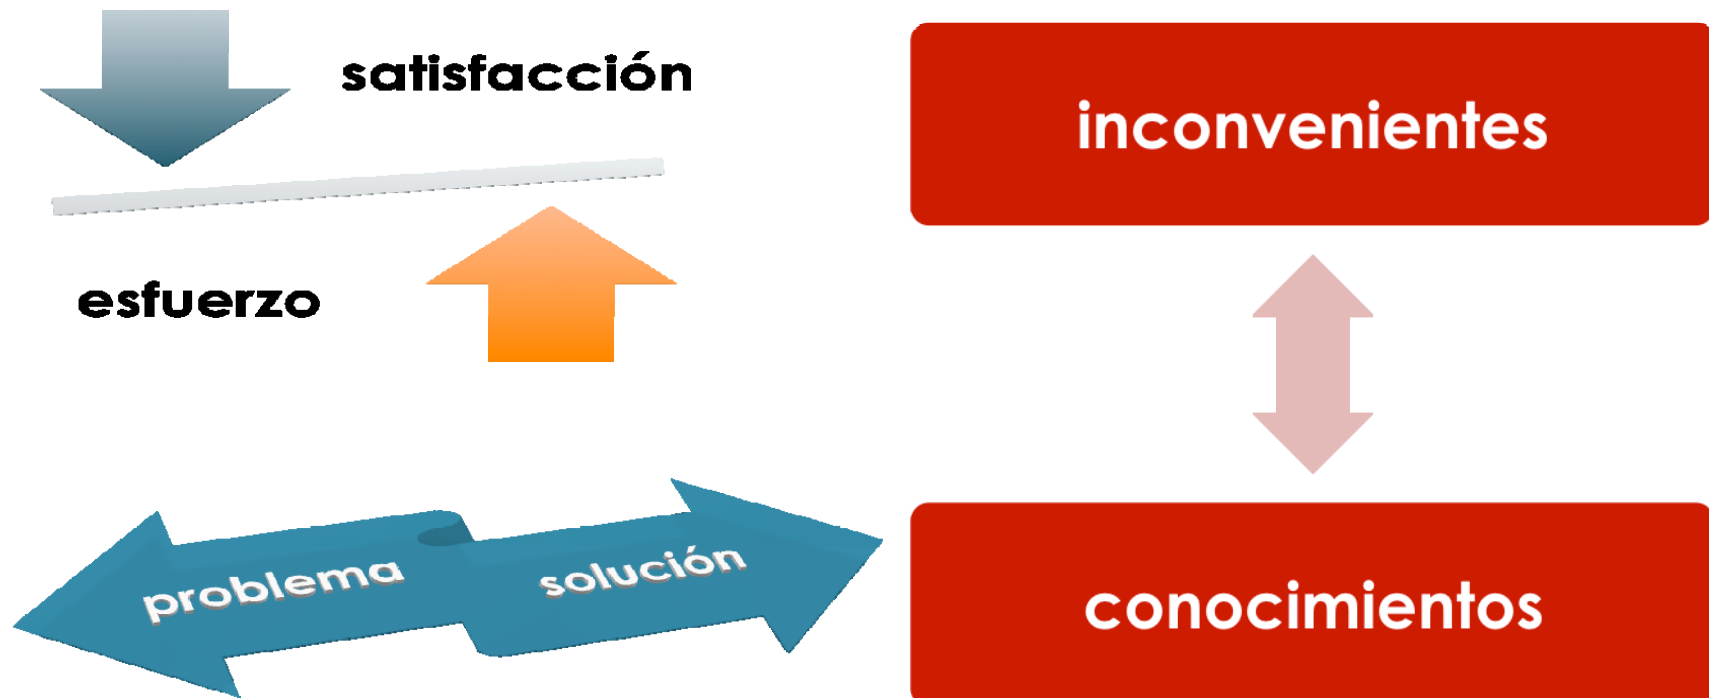 satisfacción
esfuerzo
problema
solución
inconvenientes
conocimientos